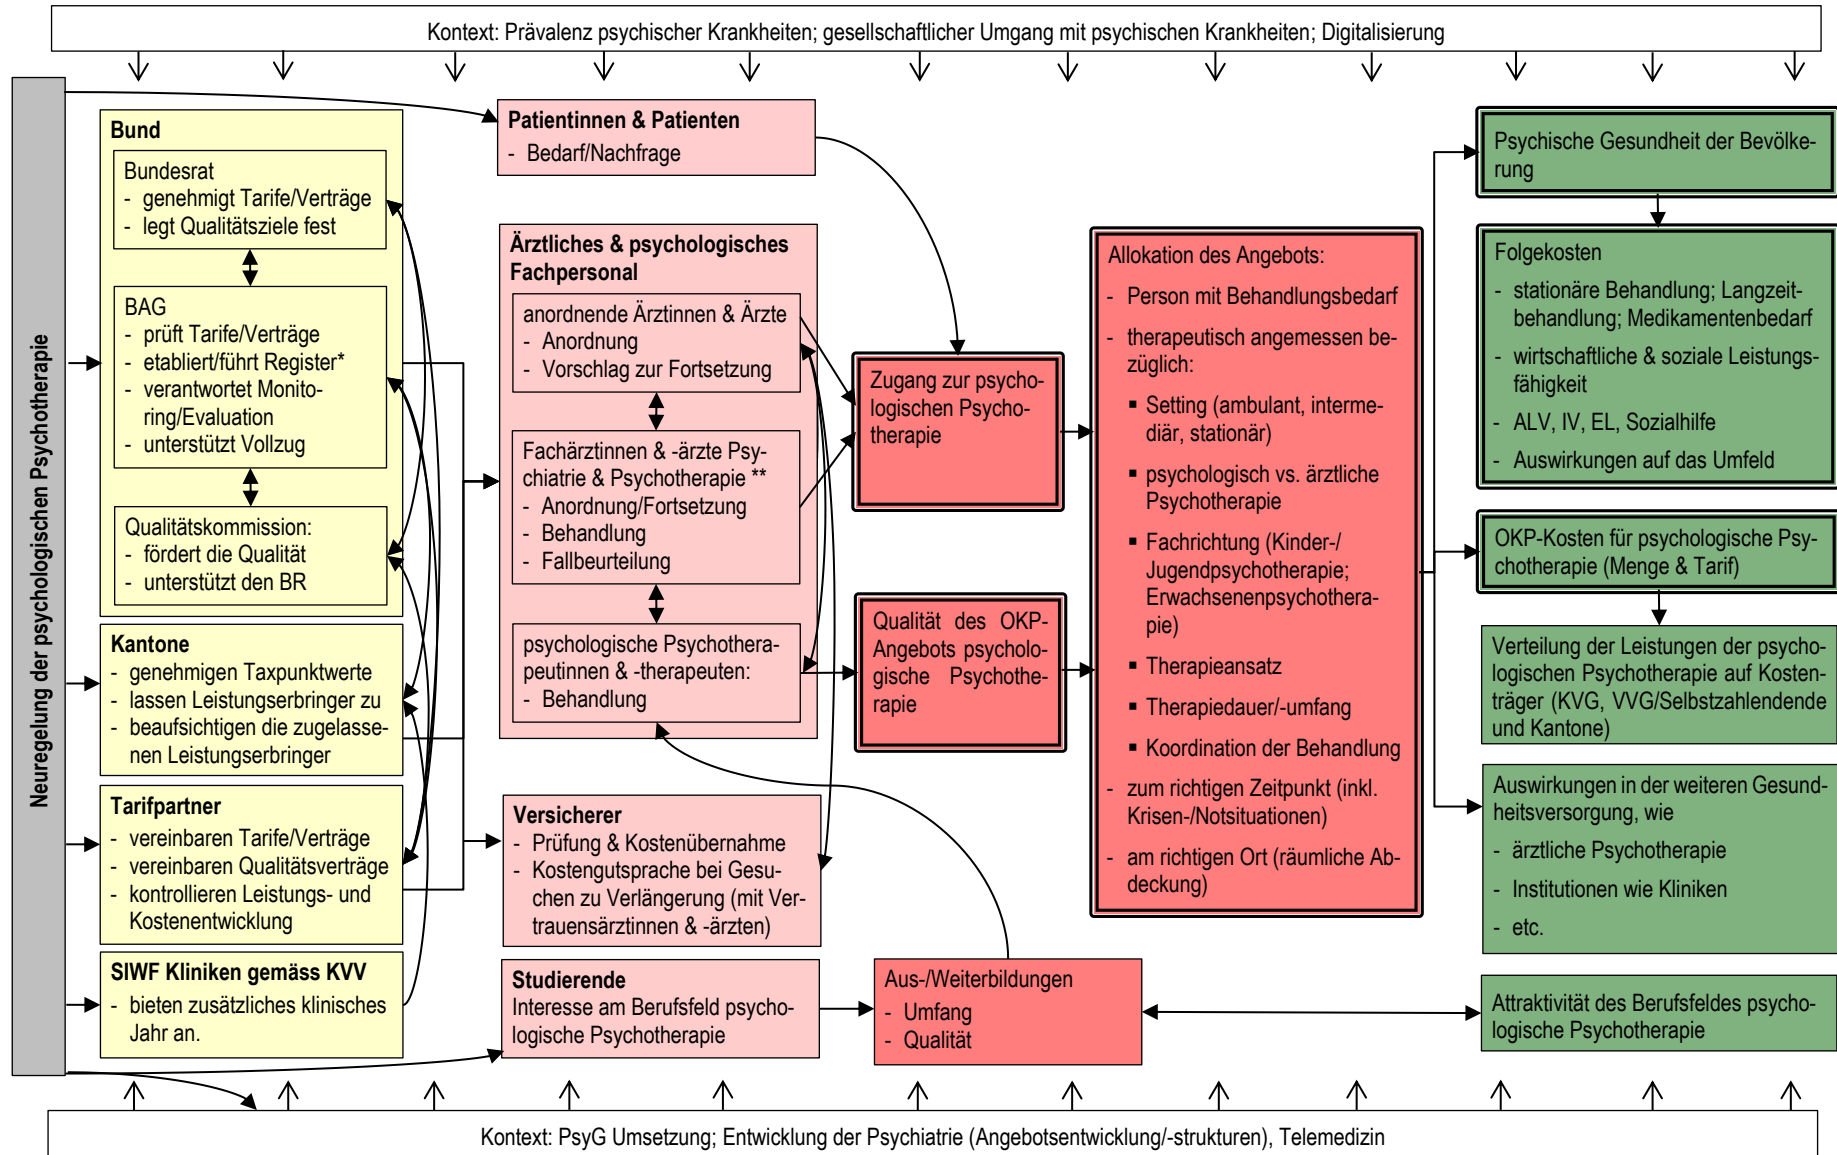 Kontext: Prävalenz psychischer Krankheiten; gesellschaftlicher Umgang mit psychischen Krankheiten; Digitalisierung
Neuregelung der psychologischen Psychotherapie
Bund
Bundesrat
- genehmigt Tarife/Verträge
- legt Qualitätsziele fest
BAG
- prüft Tarife/Verträge
- etabliert/führt Register*
- verantwortet Monito-
ring/Evaluation
- unterstützt Vollzug
Qualitätskommission:
- fördert die Qualität
- unterstützt den BR
Kantone
- genehmigen Taxpunktwerte
- lassen Leistungserbringer zu
- beaufsichtigen die zugelasse-
nen Leistungserbringer
Tarifpartner
- vereinbaren Tarife/Verträge
- vereinbaren Qualitätsverträge
- kontrollieren Leistungs- und
Kostenentwicklung
SIWF Kliniken gemäss KVV
- bieten zusätzliches klinisches
Jahr an.
Patientinnen & Patienten
- Bedarf/Nachfrage
Ärztliches & psychologisches
Fachpersonal
anordnende Ärztinnen & Ärzte
- Anordnung
- Vorschlag zur Fortsetzung
Fachärztinnen & -ärzte Psy-
chiatrie & Psychotherapie **
- Anordnung/Fortsetzung
- Behandlung
- Fallbeurteilung
psychologische Psychothera-
peutinnen & -therapeuten:
- Behandlung
Versicherer
- Prüfung & Kostenübernahme
- Kostengutsprache bei Gesu-
chen zu Verlängerung (mit Ver-
trauensärztinnen & -ärzten)
Studierende
Interesse am Berufsfeld psycho-
logische Psychotherapie
Zugang zur psycho-
logischen Psycho-
therapie
Qualität des OKP-
Angebots psycholo-
gische Psychothe-
rapie
Aus-/Weiterbildungen
- Umfang
- Qualität
Allokation des Angebots:
- Person mit Behandlungsbedarf
- therapeutisch angemessen be-
züglich:
▪ Setting (ambulant, interme-
diär, stationär)
▪ psychologisch vs. ärztliche
Psychotherapie
▪ Fachrichtung (Kinder-/
Jugendpsychotherapie;
Erwachsenenpsychothera-
pie)
▪ Therapieansatz
▪ Therapiedauer/-umfang
▪ Koordination der Behandlung
- zum richtigen Zeitpunkt (inkl.
Krisen-/Notsituationen)
- am richtigen Ort (räumliche Ab-
deckung)
Psychische Gesundheit der Bevölke-
rung
Folgekosten
- stationäre Behandlung; Langzeit-
behandlung; Medikamentenbedarf
- wirtschaftliche & soziale Leistungs-
fähigkeit
- ALV, IV, EL, Sozialhilfe
- Auswirkungen auf das Umfeld
OKP-Kosten für psychologische Psy-
chotherapie (Menge & Tarif)
Verteilung der Leistungen der psycho-
logischen Psychotherapie auf Kosten-
träger (KVG, VVG/Selbstzahlendende
und Kantone)
Auswirkungen in der weiteren Gesund-
heitsversorgung, wie
- ärztliche Psychotherapie
- Institutionen wie Kliniken
- etc.
Attraktivität des Berufsfeldes psycho-
logische Psychotherapie
Kontext: PsyG Umsetzung; Entwicklung der Psychiatrie (Angebotsentwicklung/-strukturen), Telemedizin